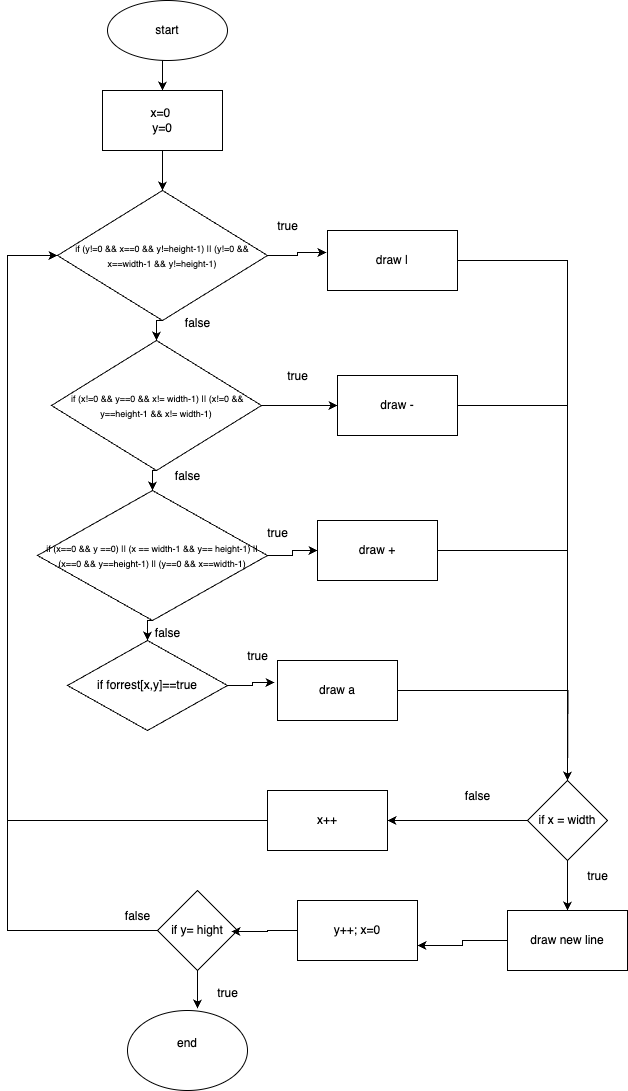 start
x=0
y=0
true
if (y!=0 && x==0 && y!=height-1) || (y!=0 &&
x==width-1 && y!=height-1)
draw l
false
true
if (x!=0 && y==0 && x!= width-1) || (x!=0 &&
y==height-1 && x!= width-1)
draw -
false
true
if (x==0 && y ==0) || (x == width-1 && y== height-1) ||
(x==0 && y==height-1) || (y==0 && x==width-1)
draw +
false
true
if forrest[x,y]==true
draw a
false
x++
if x = width
true
false
if y= hight
y++; x=0
draw new line
true
end